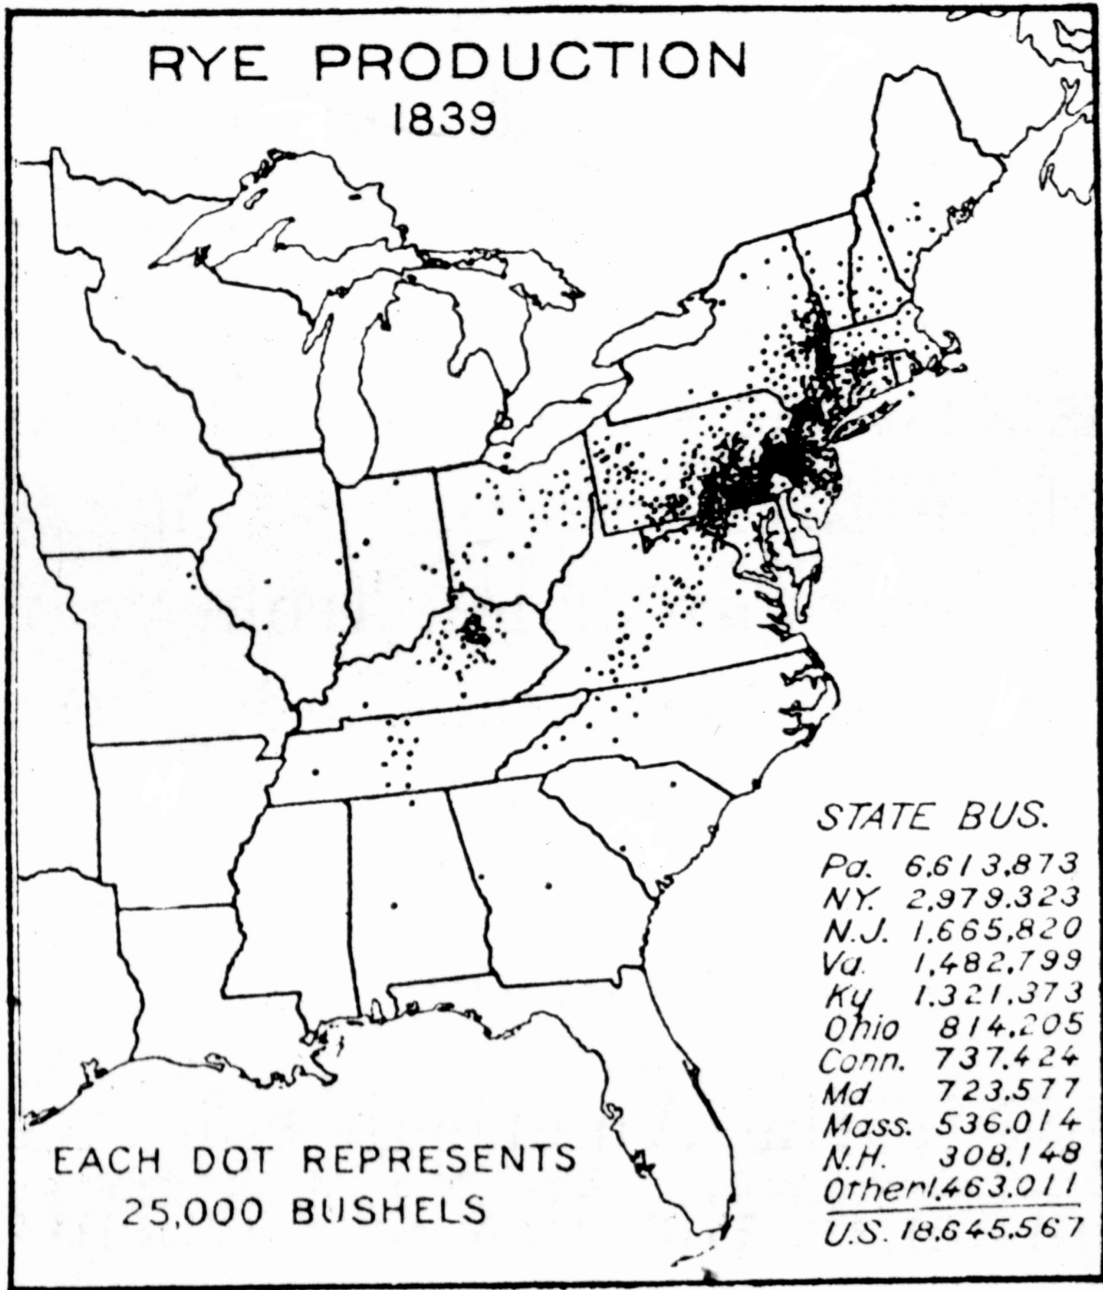 RYE PRODUCTION
1839
STATE BUS.
Pa. 6,613,873
N.Y. 2,979,323
N.J. 1,665,820
Va. 1,482,799
Ky 1,321,373
Ohio 814,205
Conn. 737,424
Md 723,577
Mass. 536,014
N.H. 308,148
Other 1,463,011
U.S. 18,645,567
EACH DOT REPRESENTS
25,000 BUSHELS